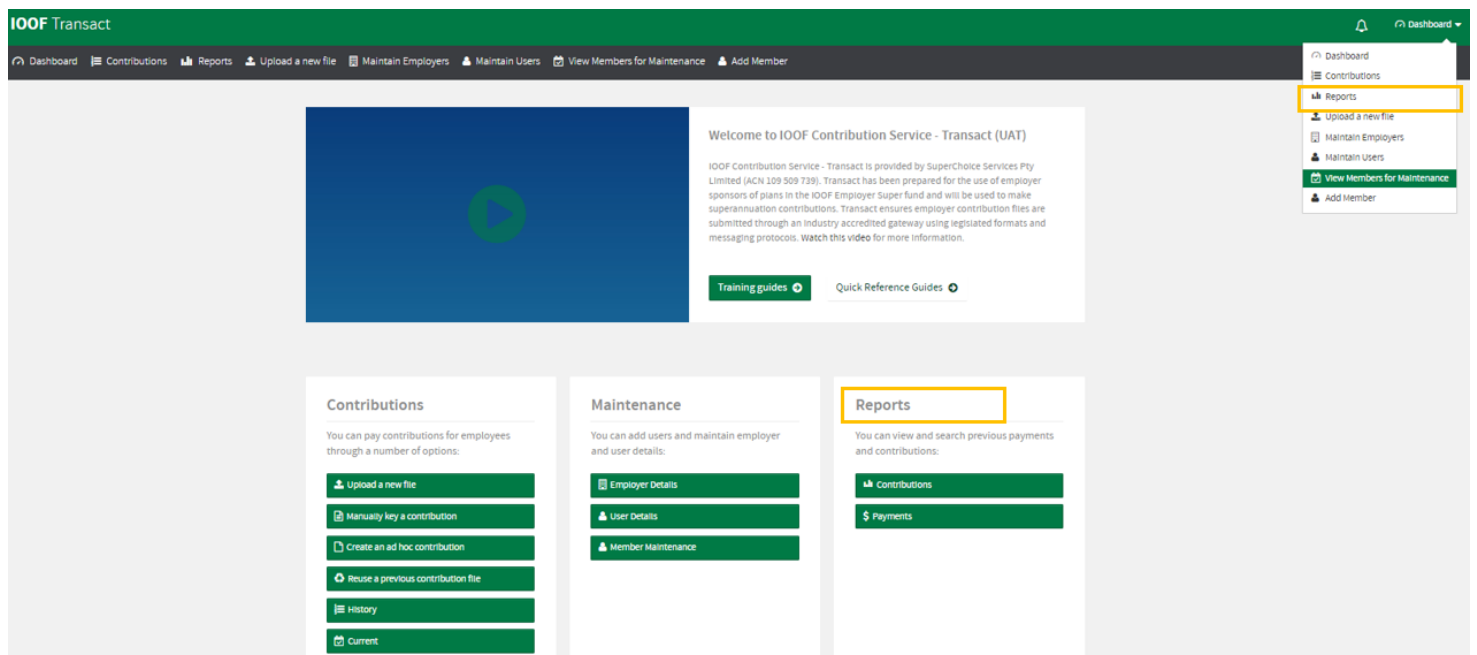 IOOF Transact
Dashboard
Dashboard Contributions Reports Upload a new file Maintain Employers Maintain Users View Members for Maintenance Add Member
Dashboard
Contributions
Reports
Upload a new file
Maintain Employers
Maintain Users
View Members for Maintenance
Add Member
Welcome to IOOF Contribution Service - Transact (UAT)
IOOF Contribution Service - Transact is provided by SuperChoice Services Pty
Limited (ACN 109 509 739). Transact has been prepared for the use of employer
sponsors of plans in the IOOF Employer Super fund and will be used to make
superannuation contributions. Transact ensures employer contribution files are
submitted through an industry accredited gateway using legislated formats and
messaging protocols. Watch this video for more information.
Training guides Quick Reference Guides
Contributions
You can pay contributions for employees
through a number of options:
Upload a new file
Manually key a contribution
Create an ad hoc contribution
Reuse a previous contribution file
History
Current
Maintenance
You can add users and maintain employer
and user details:
Employer Details
User Details
Member Maintenance
Reports
You can view and search previous payments
and contributions:
Contributions
$ Payments